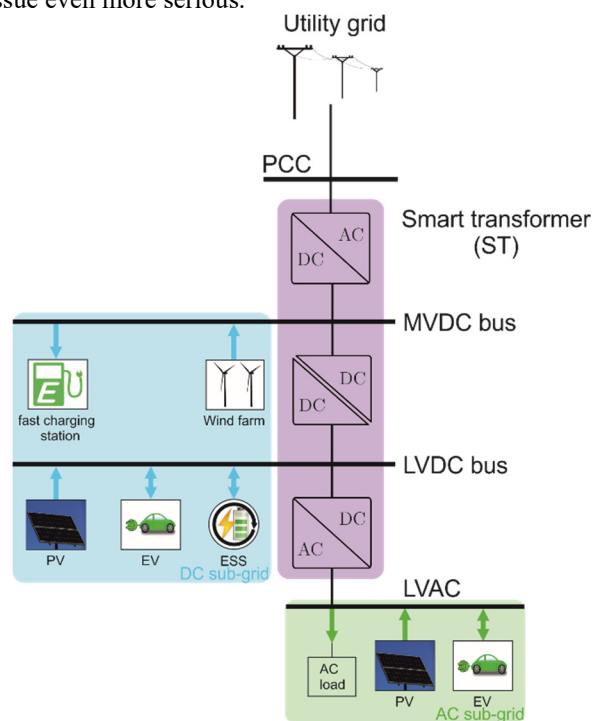 ssue even more serious.
Utility grid
PCC
Smart transformer
(ST)
AC
DC
MVDC bus
E
fast charging
station
Wind farm
DC
DC
LVDC bus
PV
EV
ESS
DC sub-grid
DC
AC
LVAC
AC
load
PV
EV
AC sub-grid